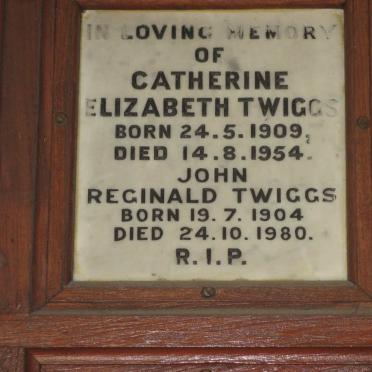 IN LOVING MEMORY
OF
CATHERINE
ELIZABETH TWIGGS
BORN 24.5.1909.
DIED 14.8.1954.
JOHN
REGINALD TWIGGS
BORN 19.7.1904
DIED 24.10.1980.
R.I.P.